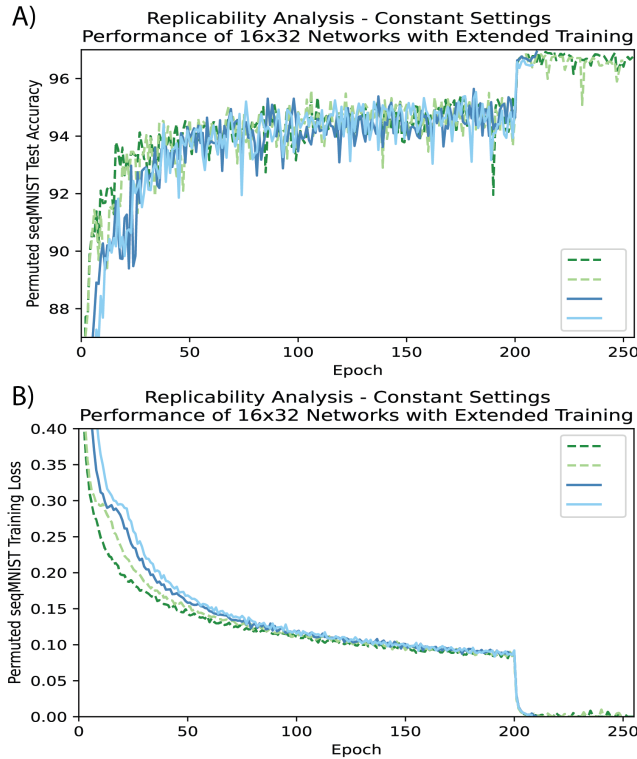 A)
Replicability Analysis - Constant Settings
Performance of 16x32 Networks with Extended Training
Permuted seqMNIST Test Accuracy
96
94
92
90
88
0 50 100 150 200 250
Epoch
B)
Replicability Analysis - Constant Settings
Performance of 16x32 Networks with Extended Training
Permuted seqMNIST Training Loss
0.40
0.35
0.30
0.25
0.20
0.15
0.10
0.05
0.00
0 50 100 150 200 250
Epoch